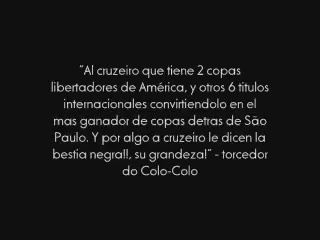 "Al cruzeiro que tiene 2 copas
libertadores de América, y otros 6 titulos
internacionales convirtiendolo en el
mas ganador de copas detras de São
Paulo. Y por algo a cruzeiro le dicen la
bestia negra!!, su grandeza!" - torcedor
do Colo-Colo